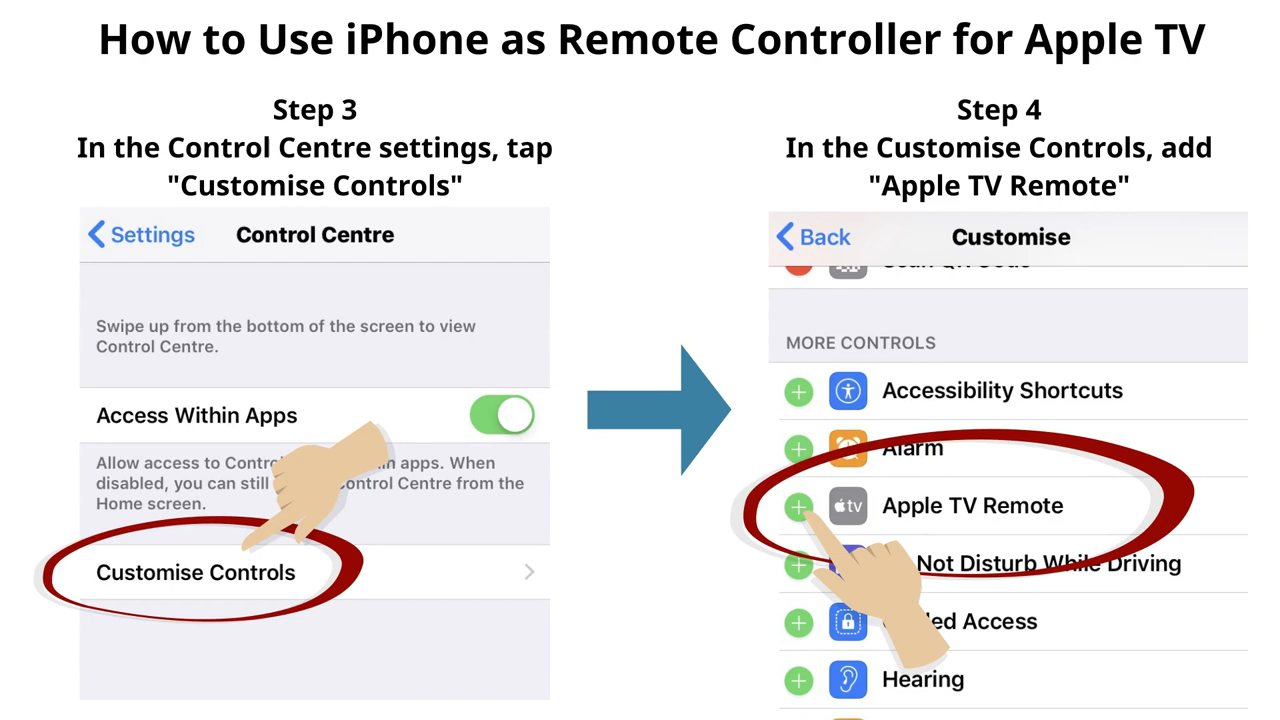 How to Use iPhone as Remote Controller for Apple TV
Step 3
In the Control Centre settings, tap
"Customise Controls"
Settings
Control Centre
Swipe up from the bottom of the screen to view
Control Centre.
Access Within Apps
Allow access to apps. When
disabled, you can still Control Centre from the
Home screen.
Customise Controls
Step 4
In the Customise Controls, add
"Apple TV Remote"
Back
Customise
MORE CONTROLS
Accessibility Shortcuts
Alarm
tv
Apple TV Remote
Not Disturb While Driving
Access
Hearing